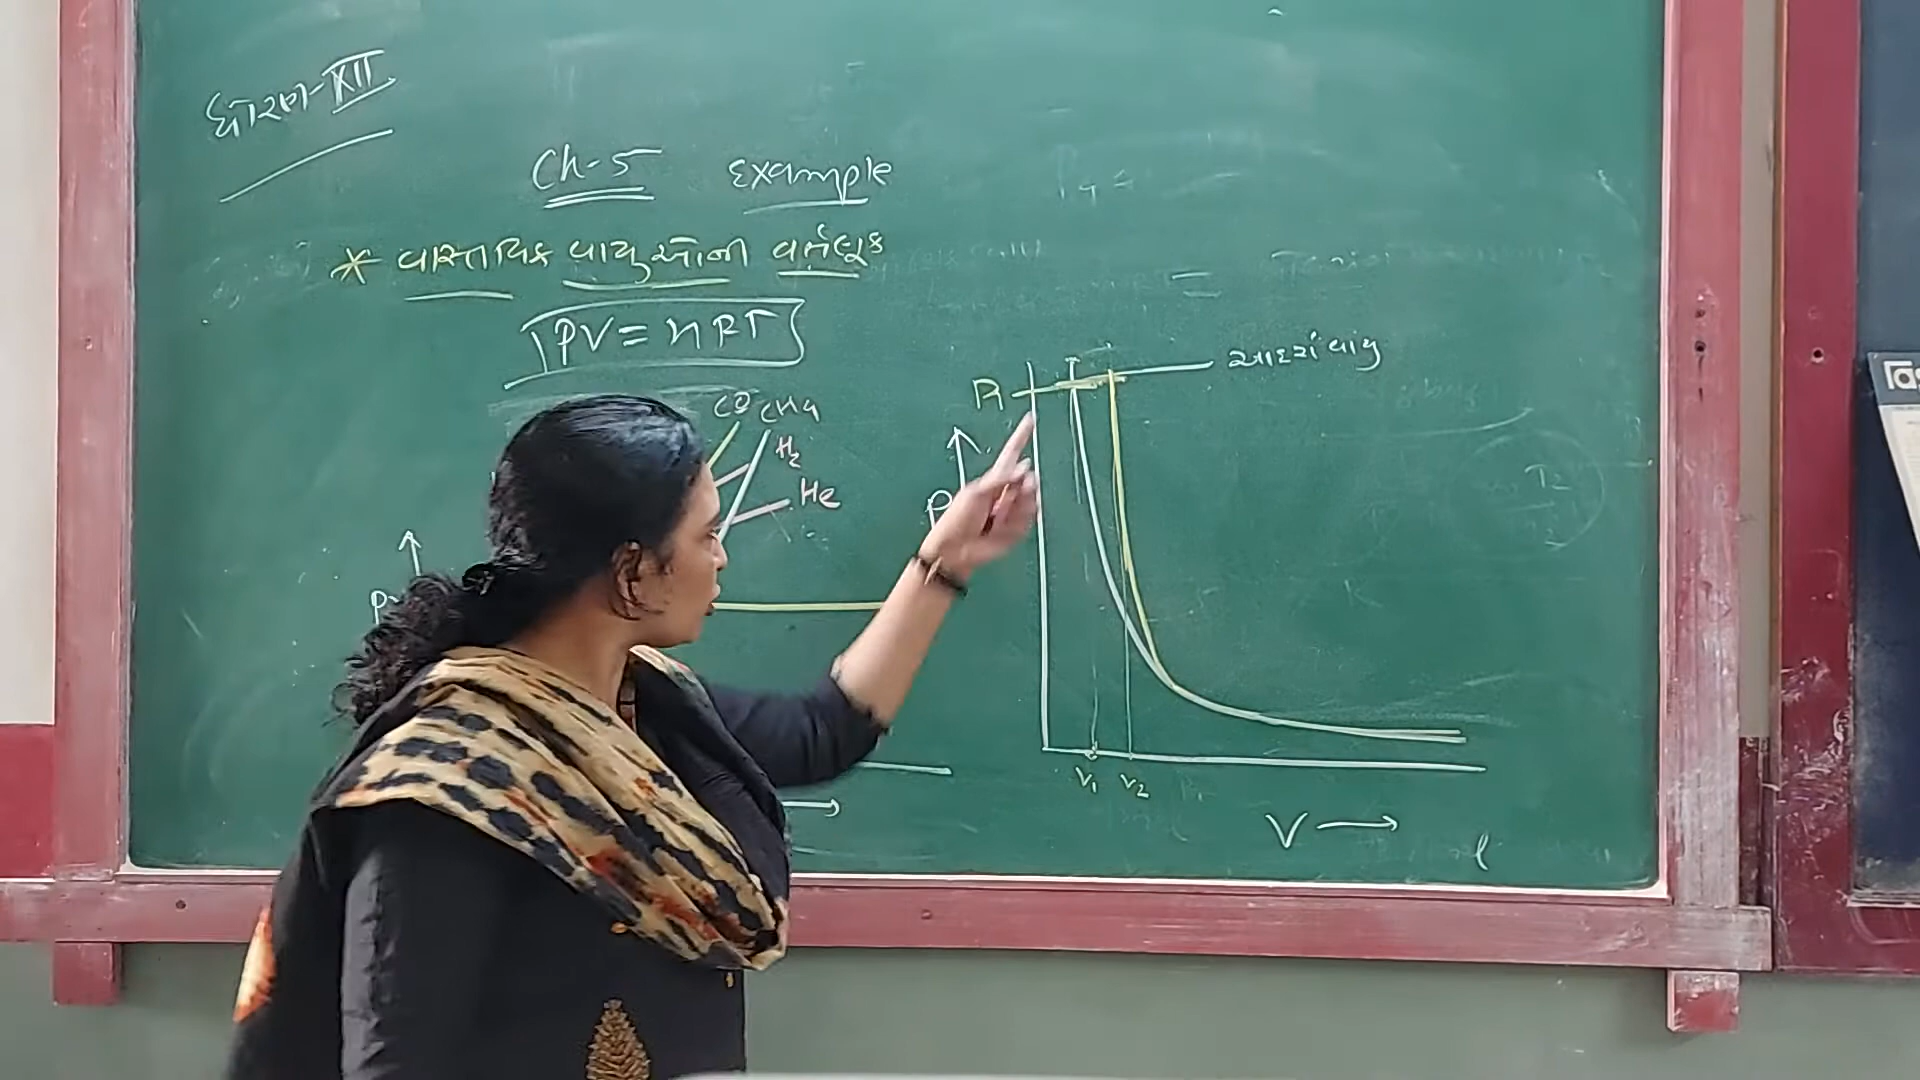 ધોરણ-XII
Ch-5 Example
* વાસ્તવિક વાયુઓની વર્તણૂક
PV = nRT
CO CH4
H2
He
P
આદર્શ વાયુ
P1
P
V1 V2
V